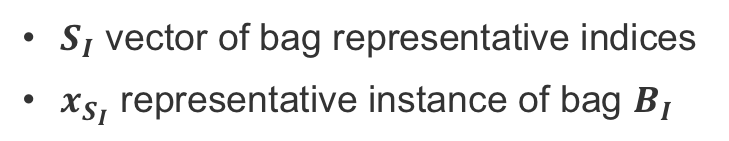 • S_I vector of bag representative indices
• x_{S_I} representative instance of bag B_I